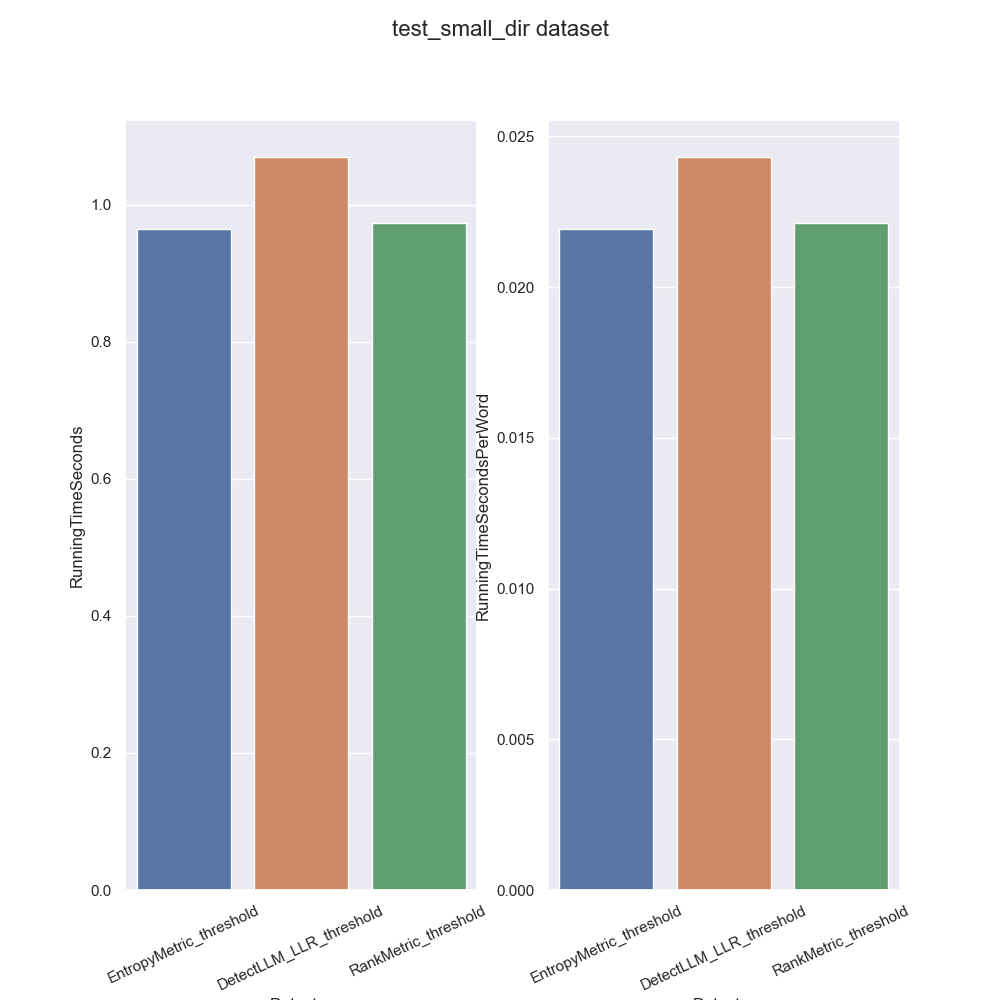 test_small_dir dataset
RunningTimeSeconds
1.0
0.8
0.6
0.4
0.2
0.0
EntropyMetric_threshold
DetectLLM_LLR_threshold
RankMetric_threshold
RunningTimeSecondsPerWord
0.025
0.020
0.015
0.010
0.005
0.000
EntropyMetric_threshold
DetectLLM_LLR_threshold
RankMetric_threshold